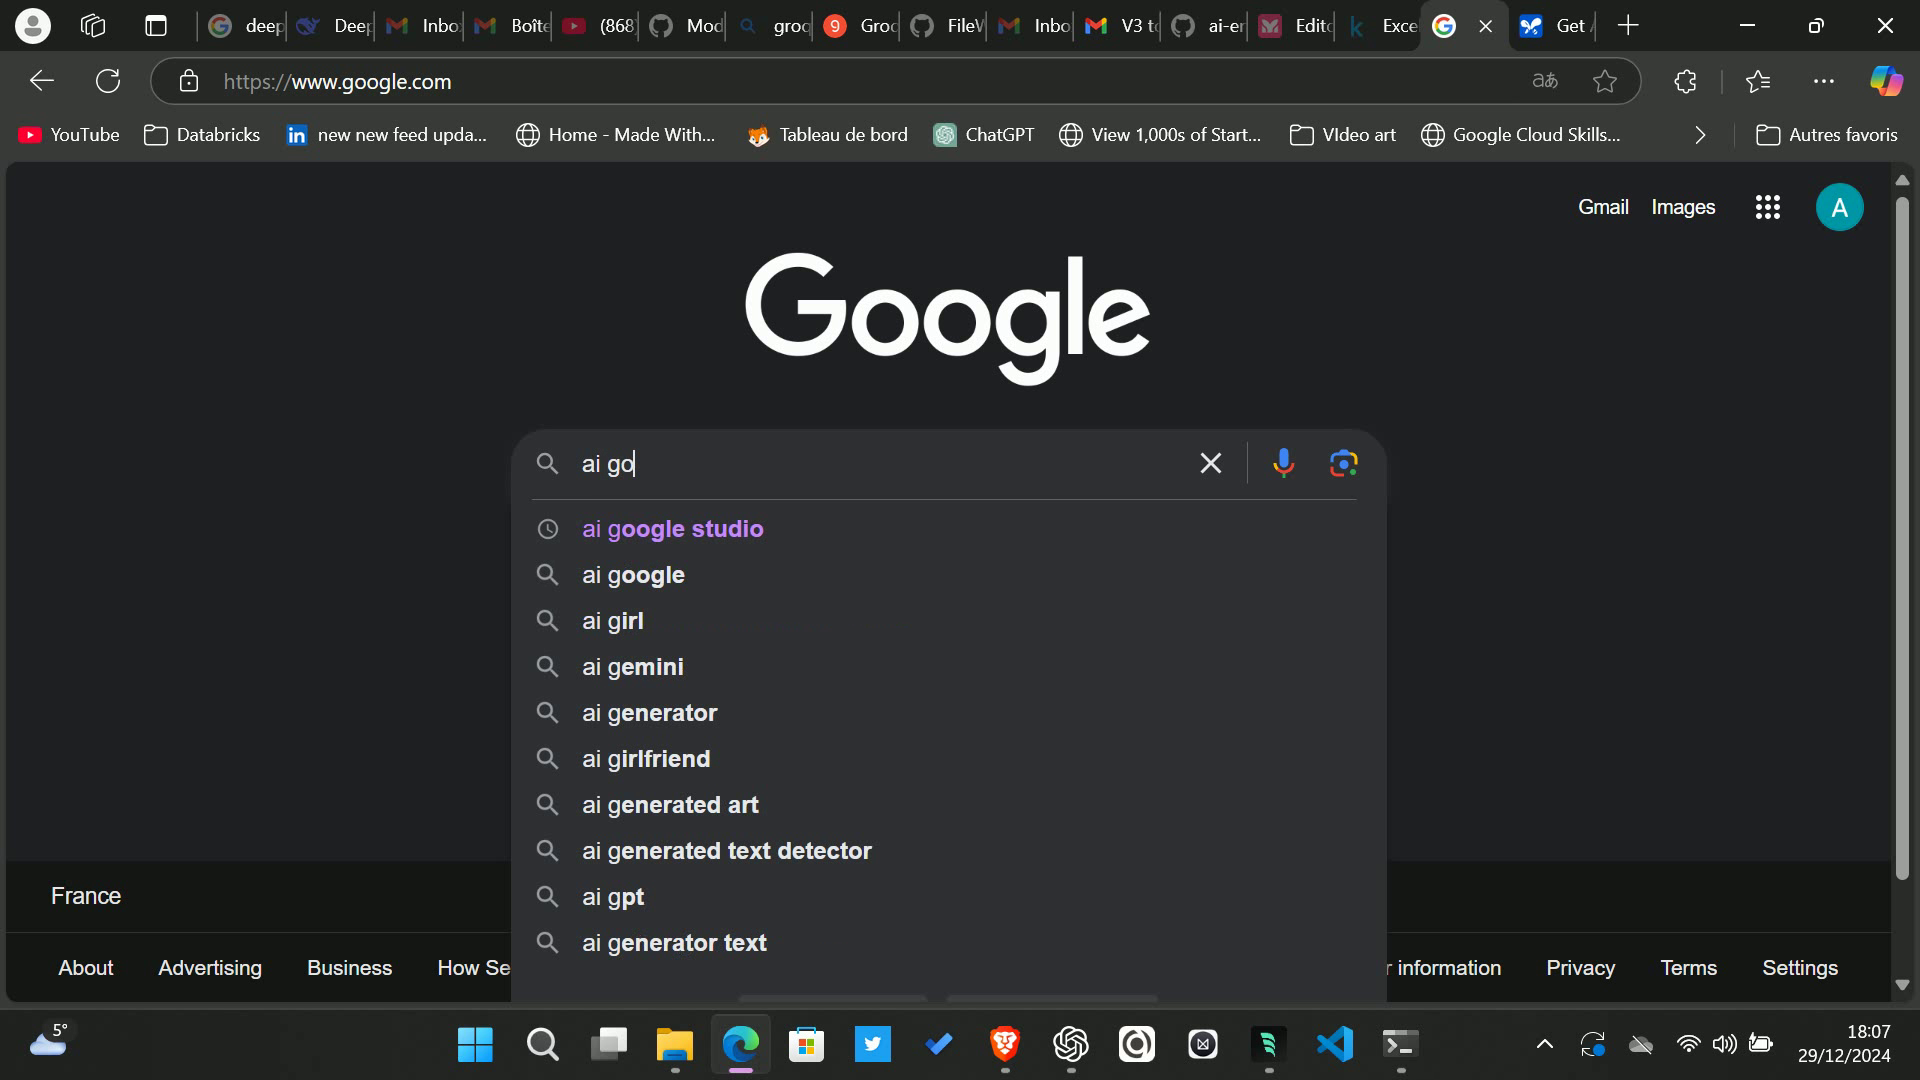 deep
Deep
Inbo
Boîte
(868
Mod
groq
9 Groq
FileV
Inbo
V3 to
ai-er
Edito
Exce
Get
https://www.google.com
aあ
YouTube
Databricks
in new new feed upda...
Home - Made With...
Tableau de bord
ChatGPT
View 1,000s of Start...
VIdeo art
Google Cloud Skills...
Autres favoris
Gmail
Images
A
Google
ai go
ai google studio
ai google
ai girl
ai gemini
ai generator
ai girlfriend
ai generated art
ai generated text detector
ai gpt
ai generator text
France
About
Advertising
Business
How Se
r information
Privacy
Terms
Settings
5°
18:07
29/12/2024